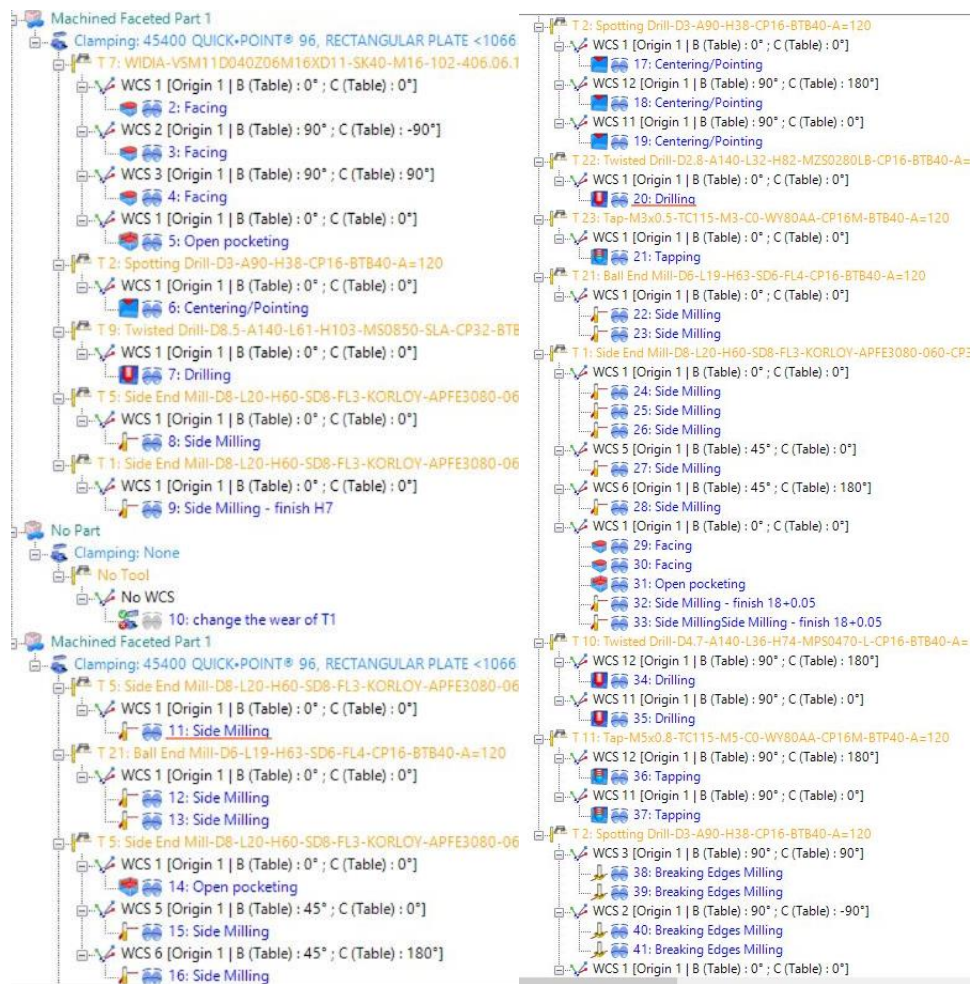 Machined Faceted Part 1
Clamping: 45400 QUICK•POINT® 96, RECTANGULAR PLATE <1066
T 7: WIDIA-VSM11D040Z06M16XD11-SK40-M16-102-406.06.1
WCS 1 [Origin 1 | B (Table) : 0° ; C (Table) : 0°]
2: Facing
WCS 2 [Origin 1 | B (Table) : 90° ; C (Table) : -90°]
3: Facing
WCS 3 [Origin 1 | B (Table) : 90° ; C (Table) : 90°]
4: Facing
WCS 1 [Origin 1 | B (Table) : 0° ; C (Table) : 0°]
5: Open pocketing
T 2: Spotting Drill-D3-A90-H38-CP16-BTB40-A=120
WCS 1 [Origin 1 | B (Table) : 0° ; C (Table) : 0°]
6: Centering/Pointing
T 9: Twisted Drill-D8.5-A140-L61-H103-MS0850-SLA-CP32-BTB
WCS 1 [Origin 1 | B (Table) : 0° ; C (Table) : 0°]
7: Drilling
T 5: Side End Mill-D8-L20-H60-SD8-FL3-KORLOY-APFE3080-06
WCS 1 [Origin 1 | B (Table) : 0° ; C (Table) : 0°]
8: Side Milling
T 1: Side End Mill-D8-L20-H60-SD8-FL3-KORLOY-APFE3080-06
WCS 1 [Origin 1 | B (Table) : 0° ; C (Table) : 0°]
9: Side Milling - finish H7
No Part
Clamping: None
No Tool
No WCS
10: change the wear of T1
Machined Faceted Part 1
Clamping: 45400 QUICK•POINT® 96, RECTANGULAR PLATE <1066
T 5: Side End Mill-D8-L20-H60-SD8-FL3-KORLOY-APFE3080-06
WCS 1 [Origin 1 | B (Table) : 0° ; C (Table) : 0°]
11: Side Milling
T 21: Ball End Mill-D6-L19-H63-SD6-FL4-CP16-BTB40-A=120
WCS 1 [Origin 1 | B (Table) : 0° ; C (Table) : 0°]
12: Side Milling
13: Side Milling
T 5: Side End Mill-D8-L20-H60-SD8-FL3-KORLOY-APFE3080-06
WCS 1 [Origin 1 | B (Table) : 0° ; C (Table) : 0°]
14: Open pocketing
WCS 5 [Origin 1 | B (Table) : 45° ; C (Table) : 0°]
15: Side Milling
WCS 6 [Origin 1 | B (Table) : 45° ; C (Table) : 180°]
16: Side Milling
T 2: Spotting Drill-D3-A90-H38-CP16-BTB40-A=120
WCS 1 [Origin 1 | B (Table) : 0° ; C (Table) : 0°]
17: Centering/Pointing
WCS 12 [Origin 1 | B (Table) : 90° ; C (Table) : 180°]
18: Centering/Pointing
WCS 11 [Origin 1 | B (Table) : 90° ; C (Table) : 0°]
19: Centering/Pointing
T 22: Twisted Drill-D2.8-A140-L32-H82-MZS0280LB-CP16-BTB40-A=
WCS 1 [Origin 1 | B (Table) : 0° ; C (Table) : 0°]
20: Drilling
T 23: Tap-M3x0.5-TC115-M3-C0-WY80AA-CP16M-BTB40-A=120
WCS 1 [Origin 1 | B (Table) : 0° ; C (Table) : 0°]
21: Tapping
T 21: Ball End Mill-D6-L19-H63-SD6-FL4-CP16-BTB40-A=120
WCS 1 [Origin 1 | B (Table) : 0° ; C (Table) : 0°]
22: Side Milling
23: Side Milling
T 1: Side End Mill-D8-L20-H60-SD8-FL3-KORLOY-APFE3080-060-CP3
WCS 1 [Origin 1 | B (Table) : 0° ; C (Table) : 0°]
24: Side Milling
25: Side Milling
26: Side Milling
WCS 5 [Origin 1 | B (Table) : 45° ; C (Table) : 0°]
27: Side Milling
WCS 6 [Origin 1 | B (Table) : 45° ; C (Table) : 180°]
28: Side Milling
WCS 1 [Origin 1 | B (Table) : 0° ; C (Table) : 0°]
29: Facing
30: Facing
31: Open pocketing
32: Side Milling - finish 18+0.05
33: Side MillingSide Milling - finish 18+0.05
T 10: Twisted Drill-D4.7-A140-L36-H74-MPS0470-L-CP16-BTB40-A=
WCS 12 [Origin 1 | B (Table) : 90° ; C (Table) : 180°]
34: Drilling
WCS 11 [Origin 1 | B (Table) : 90° ; C (Table) : 0°]
35: Drilling
T 11: Tap-M5x0.8-TC115-M5-C0-WY80AA-CP16M-BTP40-A=120
WCS 12 [Origin 1 | B (Table) : 90° ; C (Table) : 180°]
36: Tapping
WCS 11 [Origin 1 | B (Table) : 90° ; C (Table) : 0°]
37: Tapping
T 2: Spotting Drill-D3-A90-H38-CP16-BTB40-A=120
WCS 3 [Origin 1 | B (Table) : 90° ; C (Table) : 90°]
38: Breaking Edges Milling
39: Breaking Edges Milling
WCS 2 [Origin 1 | B (Table) : 90° ; C (Table) : -90°]
40: Breaking Edges Milling
41: Breaking Edges Milling
WCS 1 [Origin 1 | B (Table) : 0° ; C (Table) : 0°]